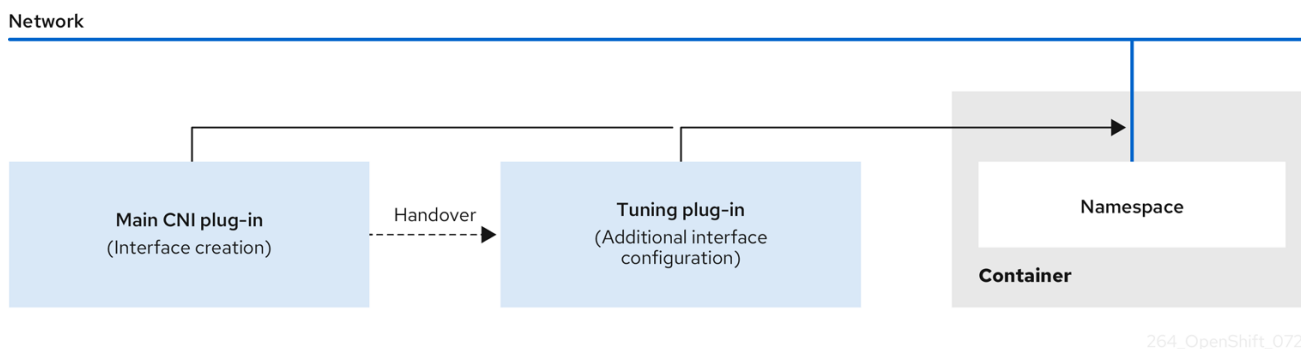 Network
Main CNI plug-in
(Interface creation)
Handover
Tuning plug-in
(Additional interface
configuration)
Namespace
Container
264_OpenShift_072